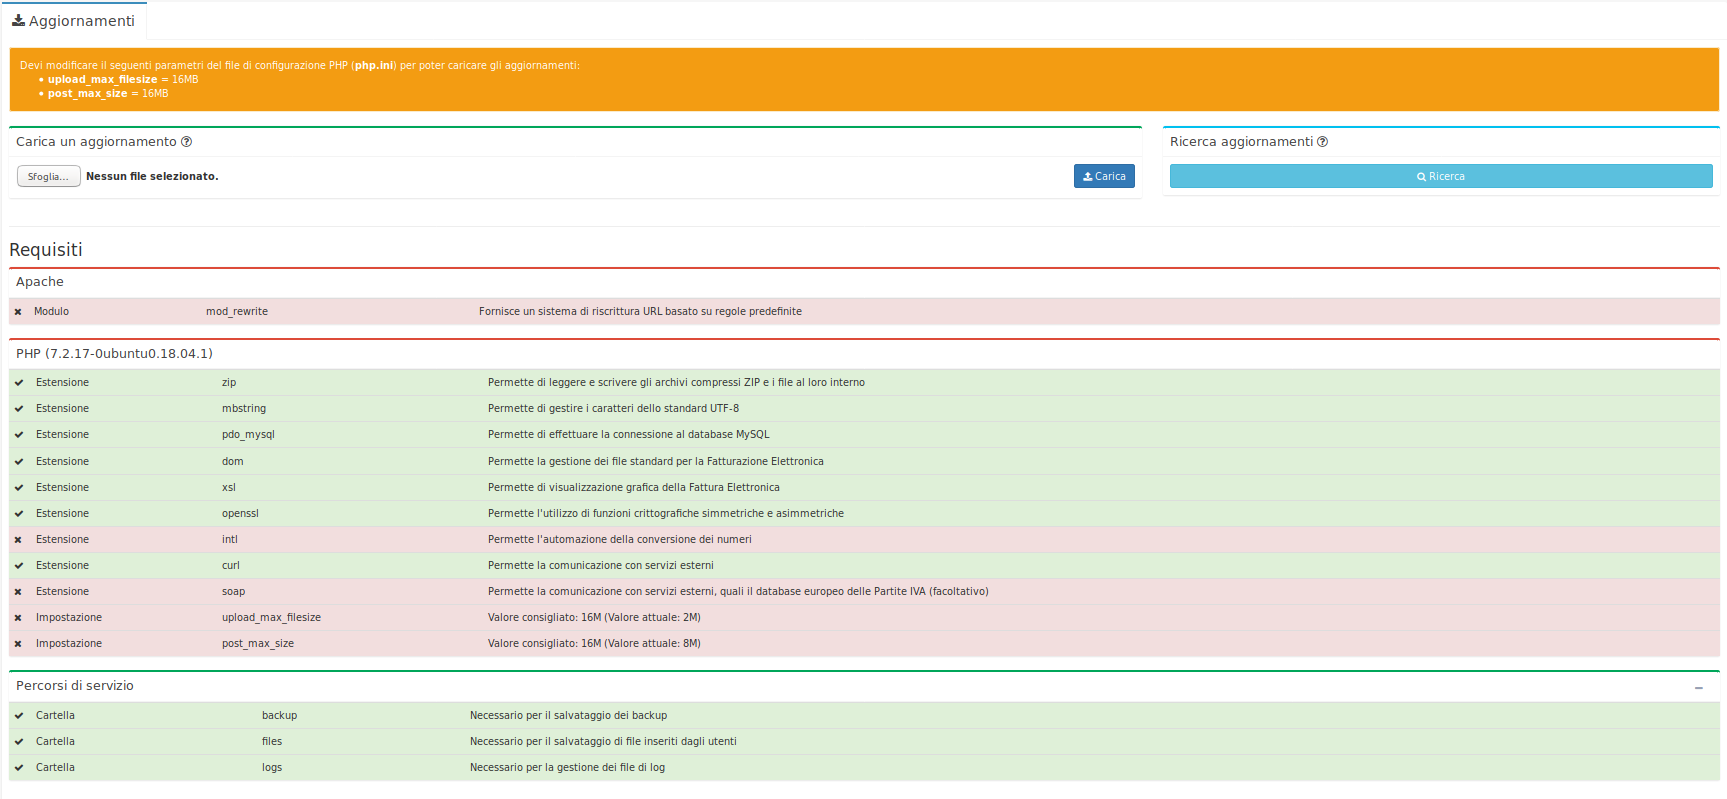 Aggiornamenti
Devi modificare il seguenti parametri del file di configurazione PHP (php.ini) per poter caricare gli aggiornamenti:
• upload_max_filesize = 16MB
• post_max_size = 16MB
Carica un aggiornamento
Sfoglia... Nessun file selezionato. Carica
Ricerca aggiornamenti
Ricerca
Requisiti
Apache
Modulo mod_rewrite Fornisce un sistema di riscrittura URL basato su regole predefinite
PHP (7.2.17-0ubuntu0.18.04.1)
Estensione zip Permette di leggere e scrivere gli archivi compressi ZIP e i file al loro interno
Estensione mbstring Permette di gestire i caratteri dello standard UTF-8
Estensione pdo_mysql Permette di effettuare la connessione al database MySQL
Estensione dom Permette la gestione dei file standard per la Fatturazione Elettronica
Estensione xsl Permette di visualizzazione grafica della Fattura Elettronica
Estensione openssl Permette l'utilizzo di funzioni crittografiche simmetriche e asimmetriche
Estensione intl Permette l'automazione della conversione dei numeri
Estensione curl Permette la comunicazione con servizi esterni
Estensione soap Permette la comunicazione con servizi esterni, quali il database europeo delle Partite IVA (facoltativo)
Impostazione upload_max_filesize Valore consigliato: 16M (Valore attuale: 2M)
Impostazione post_max_size Valore consigliato: 16M (Valore attuale: 8M)
Percorsi di servizio
Cartella backup Necessario per il salvataggio dei backup
Cartella files Necessario per il salvataggio di file inseriti dagli utenti
Cartella logs Necessario per la gestione dei file di log